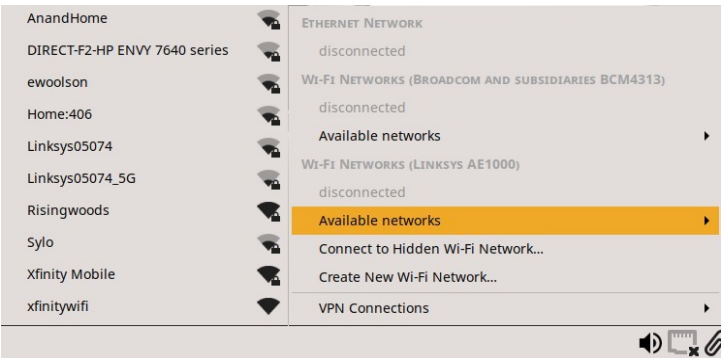 AnandHome
DIRECT-F2-HP ENVY 7640 series
ewoolson
Home:406
Linksys05074
Linksys05074_5G
Risingwoods
Sylo
Xfinity Mobile
xfinitywifi
Ethernet Network
disconnected
Wi-Fi Networks (Broadcom and subsidiaries BCM4313)
disconnected
Available networks
Wi-Fi Networks (Linksys AE1000)
disconnected
Available networks
Connect to Hidden Wi-Fi Network...
Create New Wi-Fi Network...
VPN Connections